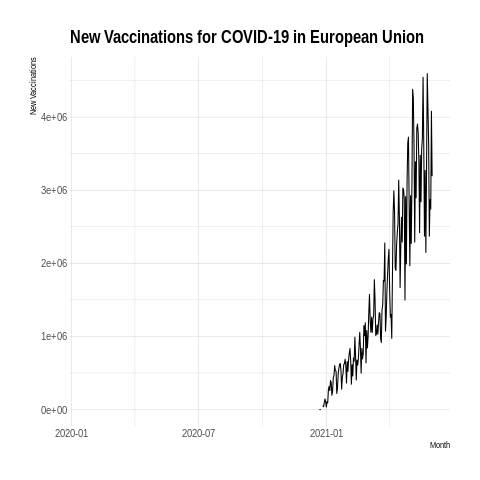 New Vaccinations for COVID-19 in European Union
New Vaccinations
4e+06
3e+06
2e+06
1e+06
0e+00
2020-01 2020-07 2021-01
Month